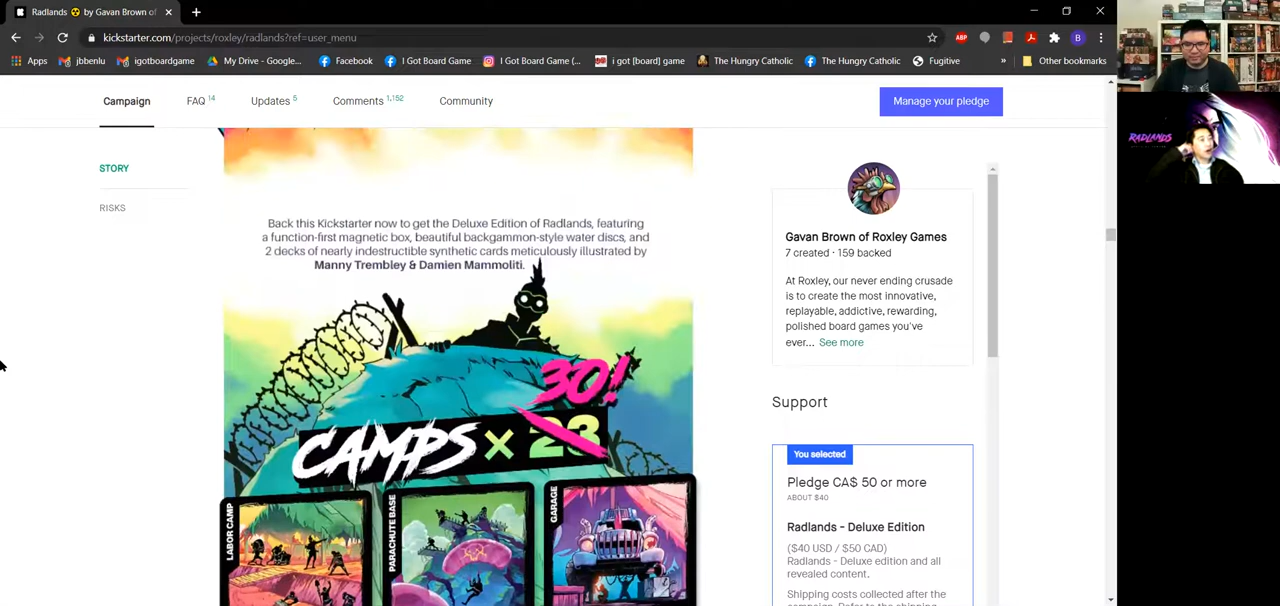 Radlands ☢ by Gavan Brown of
kickstarter.com/projects/roxley/radlands?ref=user_menu
ABP
B
Apps
jbbenlu
igotboardgame
My Drive - Google...
Facebook
I Got Board Game
I Got Board Game (...
i got [board] game
The Hungry Catholic
The Hungry Catholic
Fugitive
»
Other bookmarks
Campaign
FAQ 14
Updates 5
Comments 1,152
Community
Manage your pledge
STORY
RISKS
Back this Kickstarter now to get the Deluxe Edition of Radlands, featuring
a function-first magnetic box, beautiful backgammon-style water discs, and
2 decks of nearly indestructible synthetic cards meticulously illustrated by
Manny Trembley & Damien Mammoliti.
30!
CAMPS x 23
LABOR CAMP
PARACHUTE BASE
GARAGE
Gavan Brown of Roxley Games
7 created · 159 backed
At Roxley, our never ending crusade
is to create the most innovative,
replayable, addictive, rewarding,
polished board games you've
ever... See more
Support
You selected
Pledge CA$ 50 or more
ABOUT $40
Radlands - Deluxe Edition
($40 USD / $50 CAD)
Radlands - Deluxe edition and all
revealed content.
Shipping costs collected after the
campaign. Refer to the shipping
RADLANDS